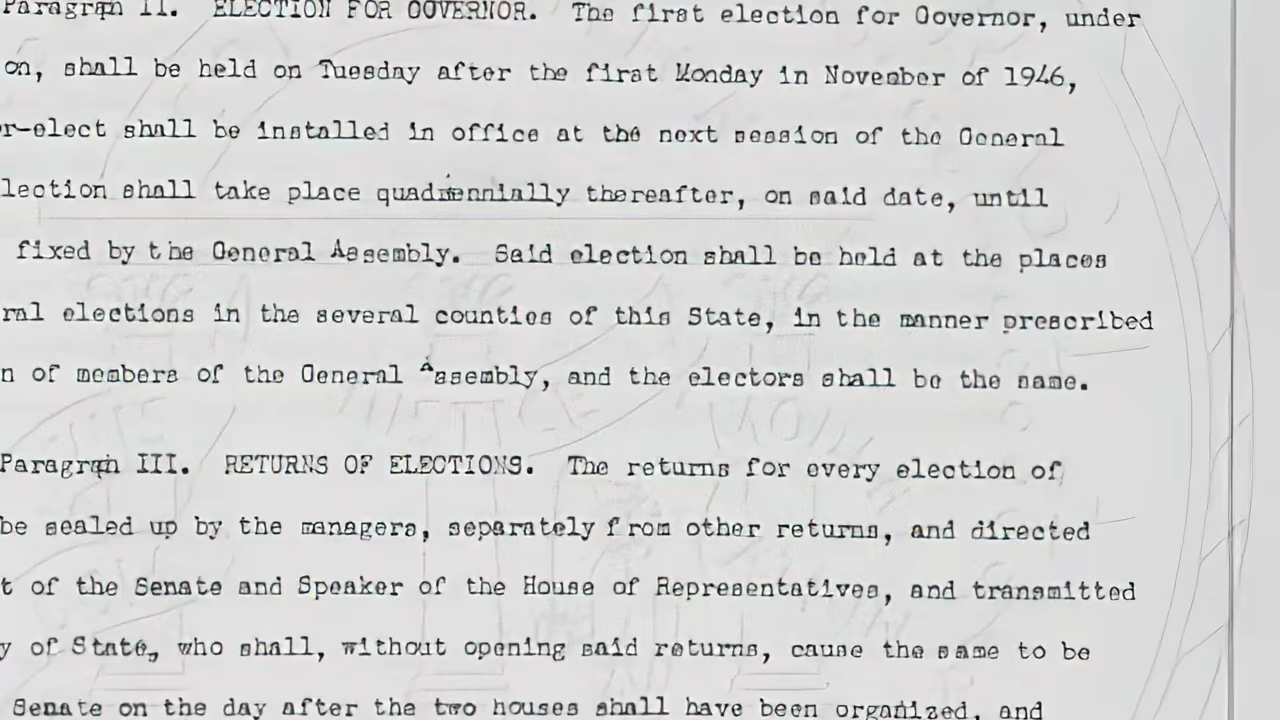 Paragraph II. ELECTION FOR GOVERNOR. The first election for Governor, under
on, shall be held on Tuesday after the first Monday in November of 1946,
r-elect shall be installed in office at the next session of the General
lection shall take place quadrennially thereafter, on said date, until
fixed by the General Assembly. Said election shall be held at the places
ral elections in the several counties of this State, in the manner prescribed
n of members of the General Assembly, and the electors shall be the same.
Paragraph III. RETURNS OF ELECTIONS. The returns for every election of
be sealed up by the managers, separately from other returns, and directed
t of the Senate and Speaker of the House of Representatives, and transmitted
y of State, who shall, without opening said returns, cause the same to be
Senate on the day after the two houses shall have been organized, and